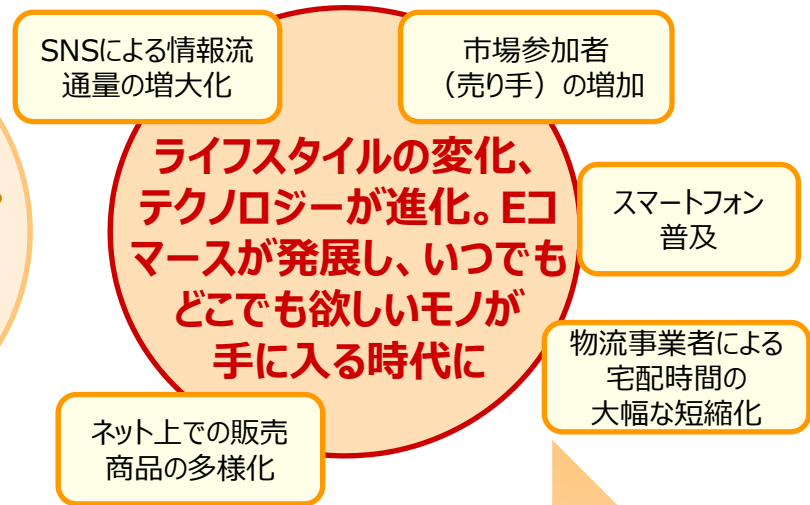 SNSによる情報流
通量の増大化
市場参加者
（売り手）の増加
ライフスタイルの変化、
テクノロジーが進化。Eコ
マースが発展し、いつでも
どこでも欲しいモノが
手に入る時代に
スマートフォン
普及
物流事業者による
宅配時間の
大幅な短縮化
ネット上での販売
商品の多様化